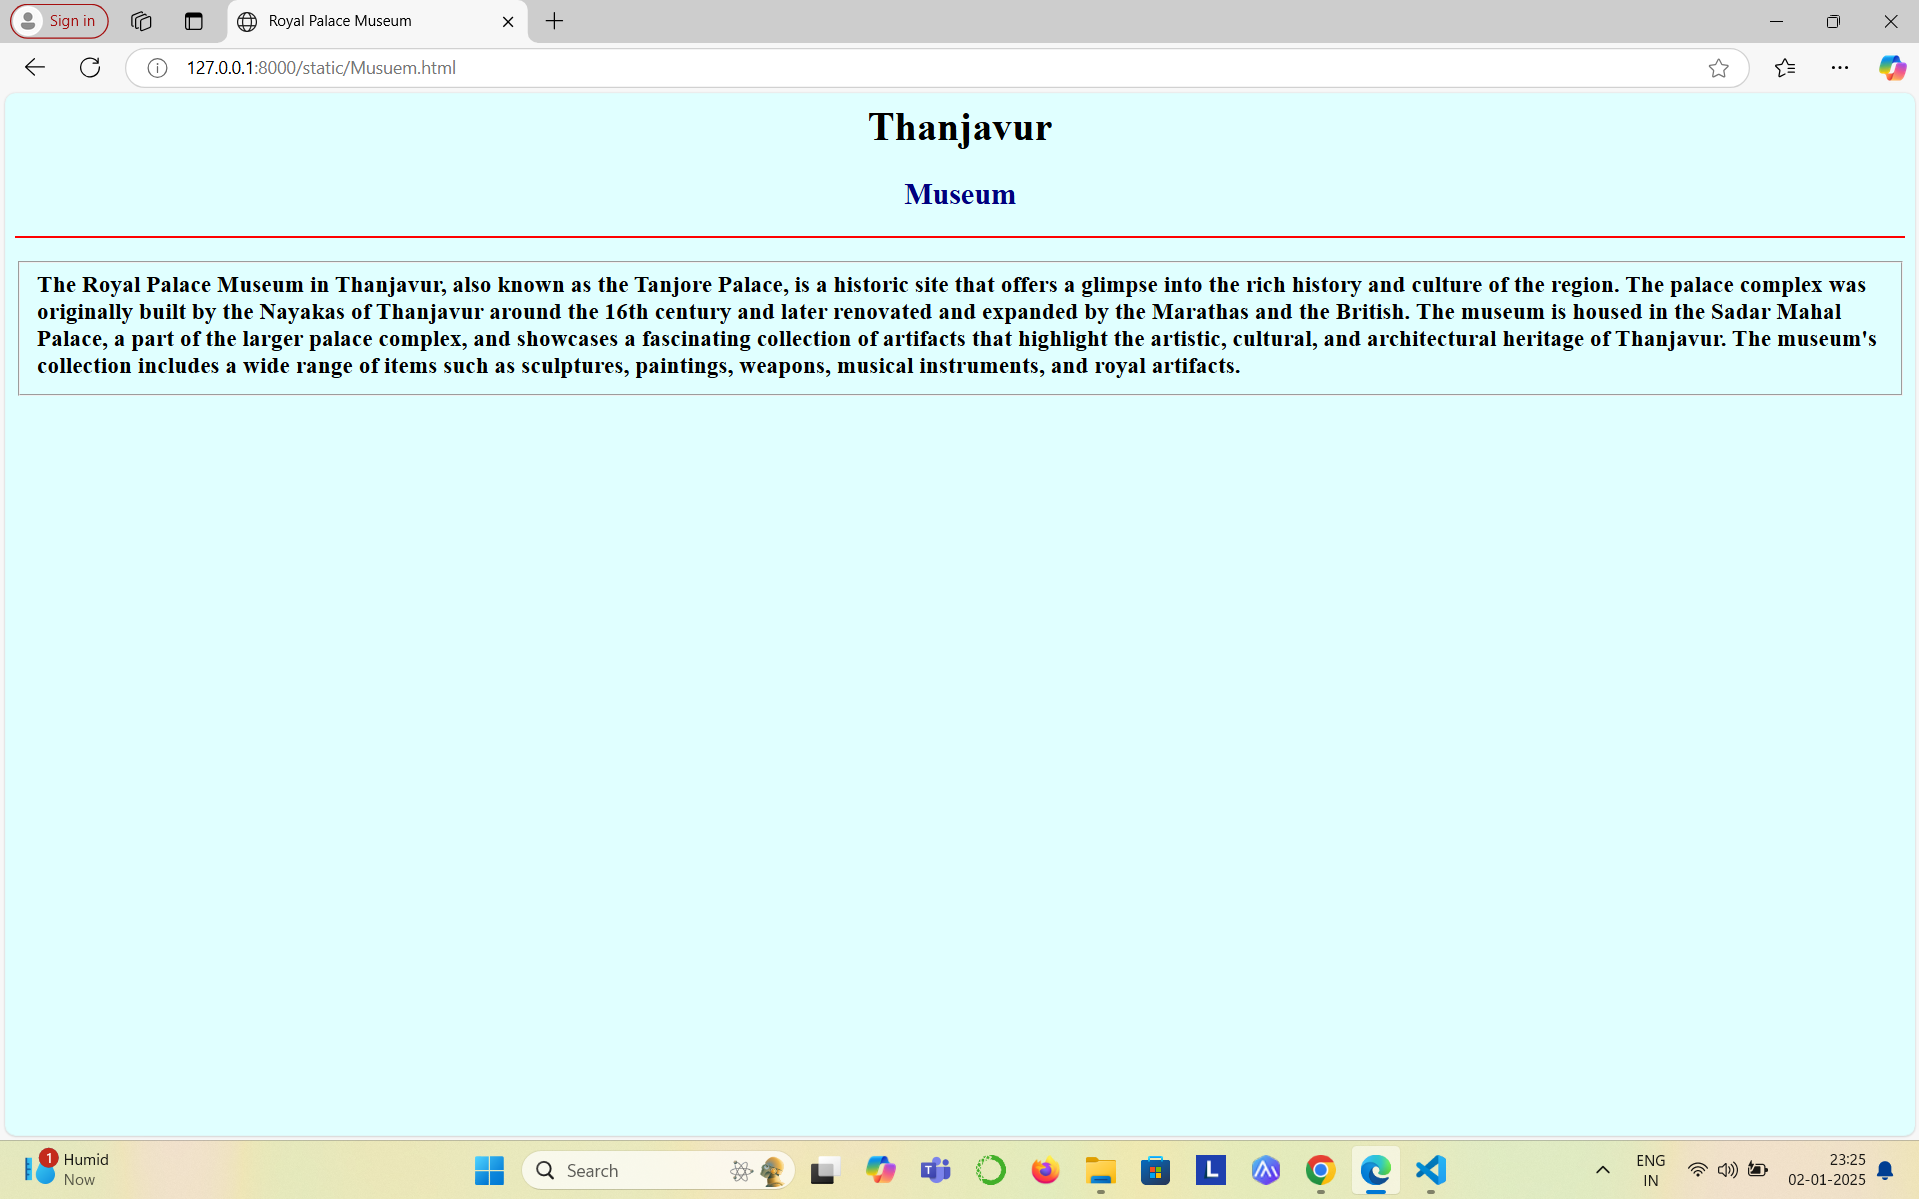 Sign in
Royal Palace Museum
127.0.0.1:8000/static/Musuem.html
Thanjavur
Museum
The Royal Palace Museum in Thanjavur, also known as the Tanjore Palace, is a historic site that offers a glimpse into the rich history and culture of the region. The palace complex was
originally built by the Nayakas of Thanjavur around the 16th century and later renovated and expanded by the Marathas and the British. The museum is housed in the Sadar Mahal
Palace, a part of the larger palace complex, and showcases a fascinating collection of artifacts that highlight the artistic, cultural, and architectural heritage of Thanjavur. The museum's
collection includes a wide range of items such as sculptures, paintings, weapons, musical instruments, and royal artifacts.
1
Humid
Now
Search
L
ENG
IN
23:25
02-01-2025